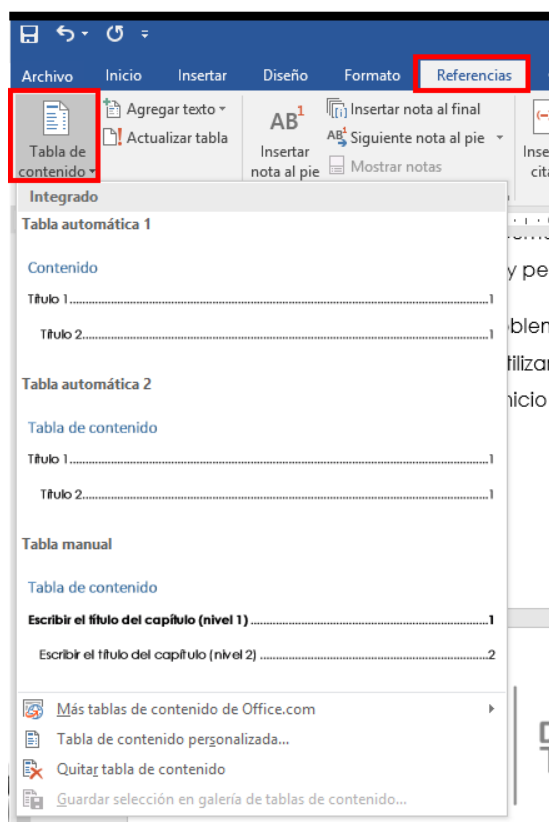 Archivo Inicio Insertar Diseño Formato Referencias
Agregar texto
Actualizar tabla
Tabla de
contenido
AB1
Insertar
nota al pie
Insertar nota al final
Siguiente nota al pie
Mostrar notas
Integrado
Tabla automática 1
Contenido
Título 1.....1
Título 2.....1
Tabla automática 2
Tabla de contenido
Título 1.....1
Título 2.....1
Tabla manual
Tabla de contenido
Escribir el título del capítulo (nivel 1).....1
Escribir el título del capítulo (nivel 2).....2
Más tablas de contenido de Office.com
Tabla de contenido personalizada...
Quitar tabla de contenido
Guardar selección en galería de tablas de contenido...
y pe